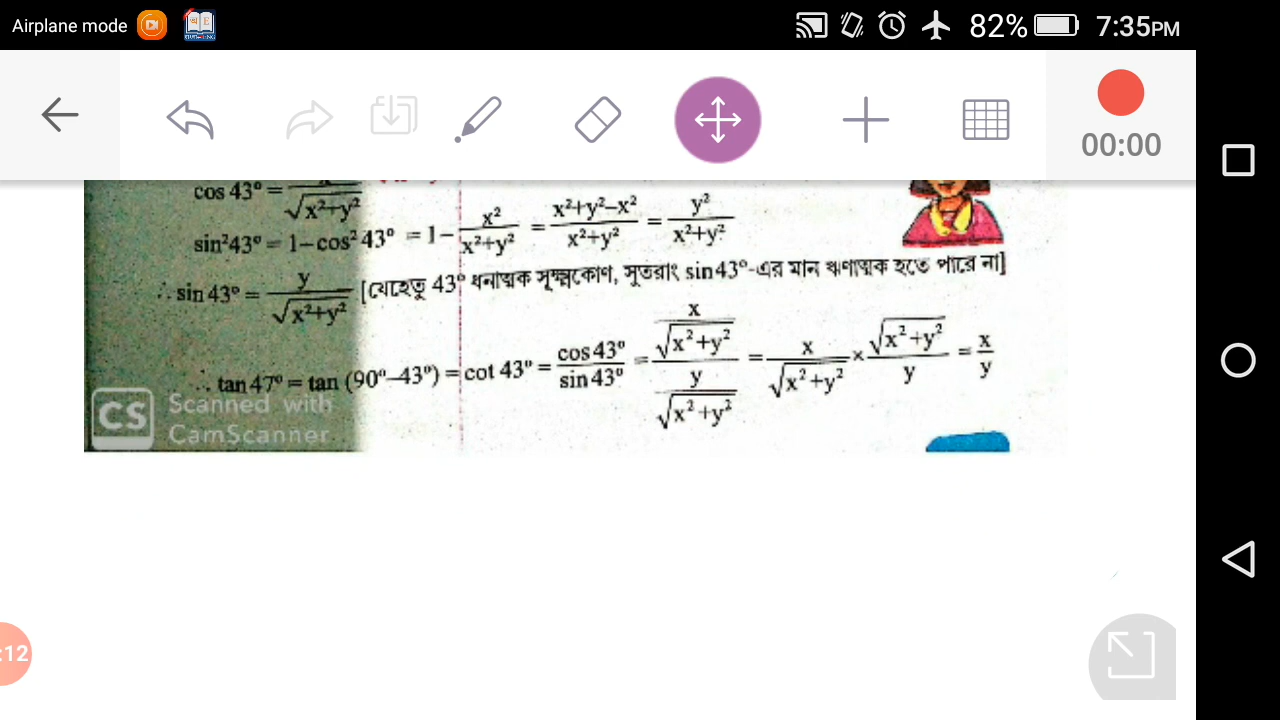 Airplane mode 82% 7:35PM
00:00
cos 43° = x/√x²+y²
sin²43° = 1–cos² 43° = 1– x²/x²+y² = x²+y²–x²/x²+y² = y²/x²+y²
∴ sin 43° = y/√x²+y² [যেহেতু 43° ধনাত্মক সূক্ষ্মকোণ, সুতরাং sin43°-এর মান ঋণাত্মক হতে পারে না]
∴ tan 47° = tan (90°–43°) = cot 43° = cos 43°/sin 43° = x/√x²+y² / y/√x²+y² = x/√x²+y² × √x²+y²/y = x/y
CS Scanned with
CamScanner
:12